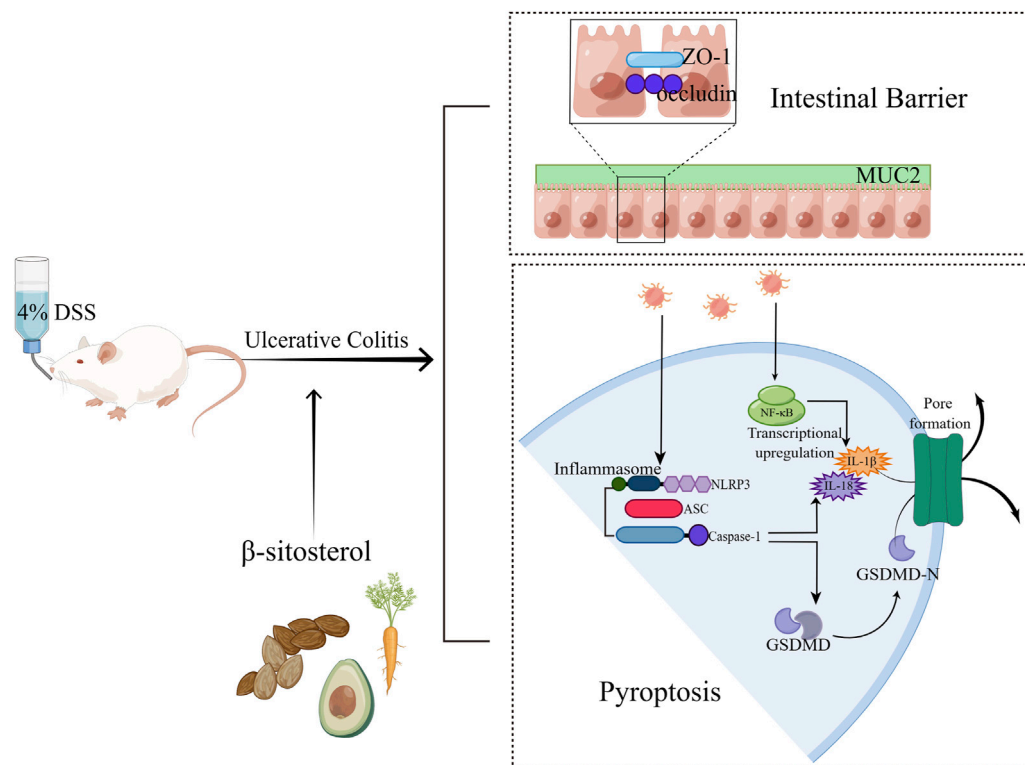 ZO-1
occludin
Intestinal Barrier
MUC2
4% DSS
Ulcerative Colitis
β-sitosterol
NF-κB
Transcriptional
upregulation
IL-1β
IL-18
Pore
formation
Inflammasome
NLRP3
ASC
Caspase-1
GSDMD-N
GSDMD
Pyroptosis